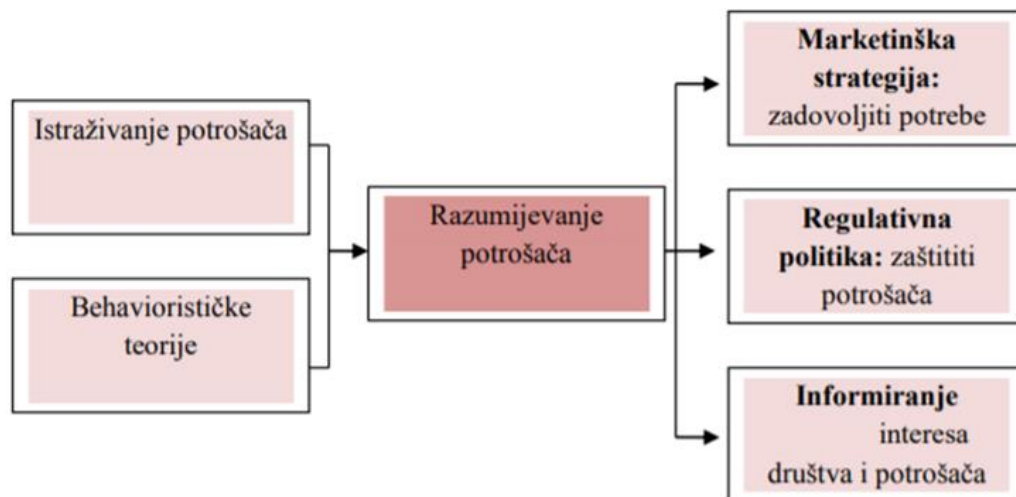 Istraživanje potrošača
Behaviorističke
teorije
Razumijevanje
potrošača
Marketinška
strategija:
zadovoljiti potrebe
Regulativna
politika: zaštititi
potrošača
Informiranje
interesa
društva i potrošača